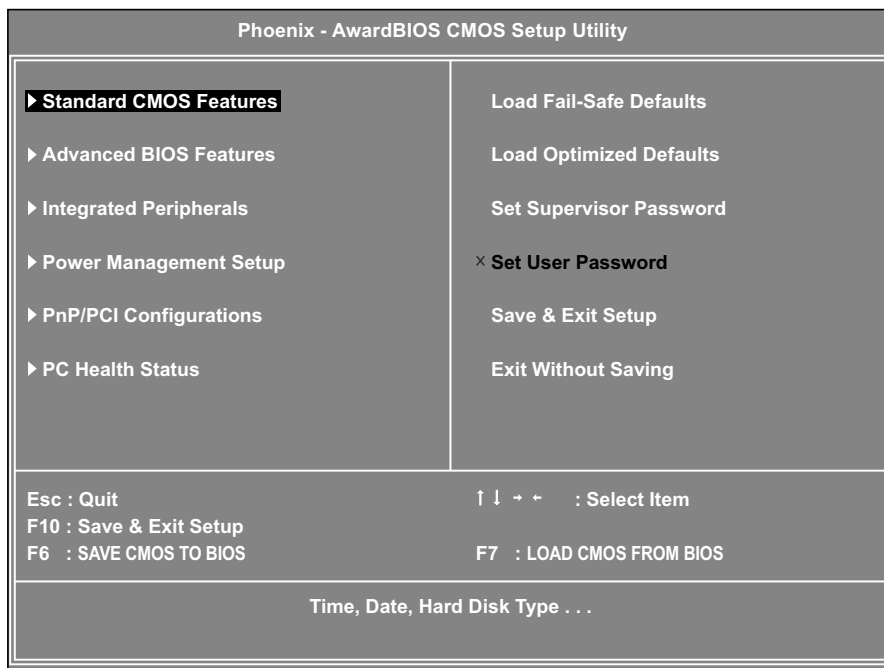 Phoenix - AwardBIOS CMOS Setup Utility
Standard CMOS Features
Advanced BIOS Features
Integrated Peripherals
Power Management Setup
PnP/PCI Configurations
PC Health Status
Load Fail-Safe Defaults
Load Optimized Defaults
Set Supervisor Password
x Set User Password
Save & Exit Setup
Exit Without Saving
Esc : Quit
F10 : Save & Exit Setup
F6 : SAVE CMOS TO BIOS
↑ ↓ → ← : Select Item
F7 : LOAD CMOS FROM BIOS
Time, Date, Hard Disk Type . . .